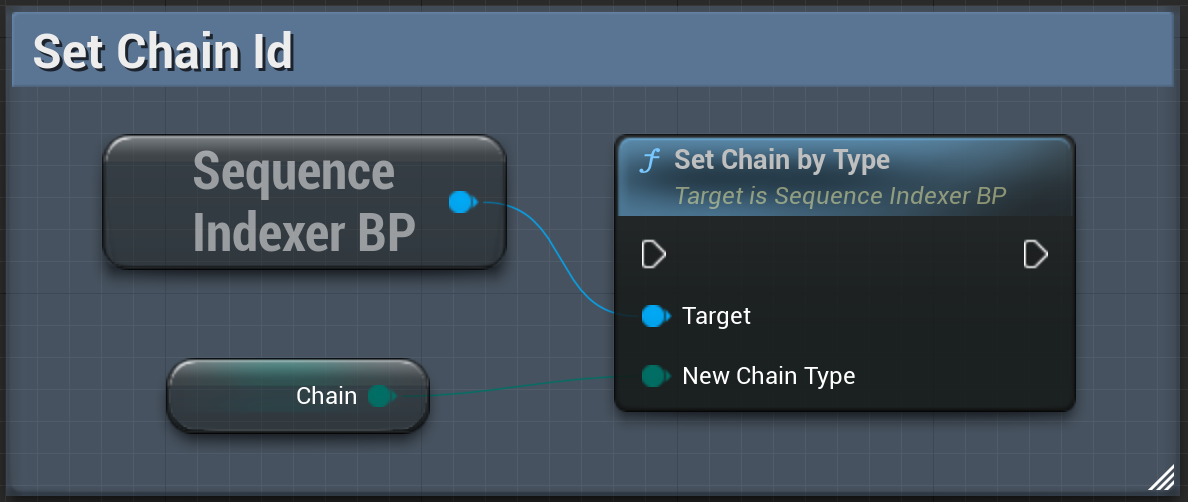 Set Chain Id
Sequence
Indexer BP
Set Chain by Type
Target is Sequence Indexer BP
Target
Chain
New Chain Type